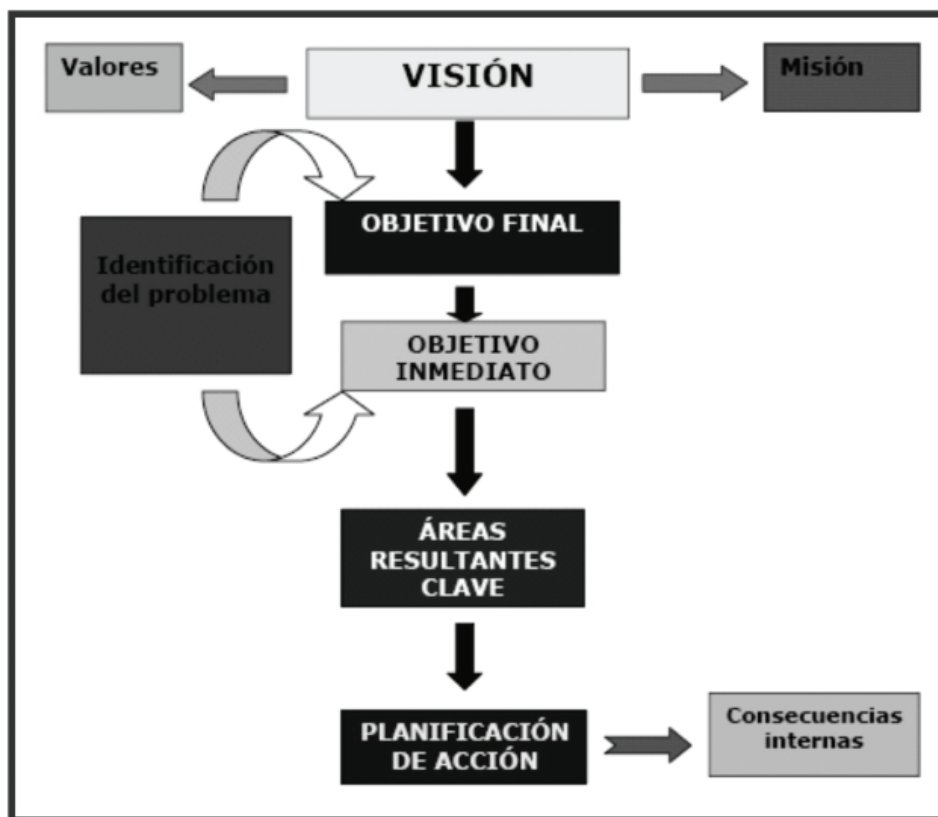 Valores
VISIÓN
Misión
OBJETIVO FINAL
Identificación
del problema
OBJETIVO
INMEDIATO
ÁREAS
RESULTANTES
CLAVE
PLANIFICACIÓN
DE ACCIÓN
Consecuencias
internas